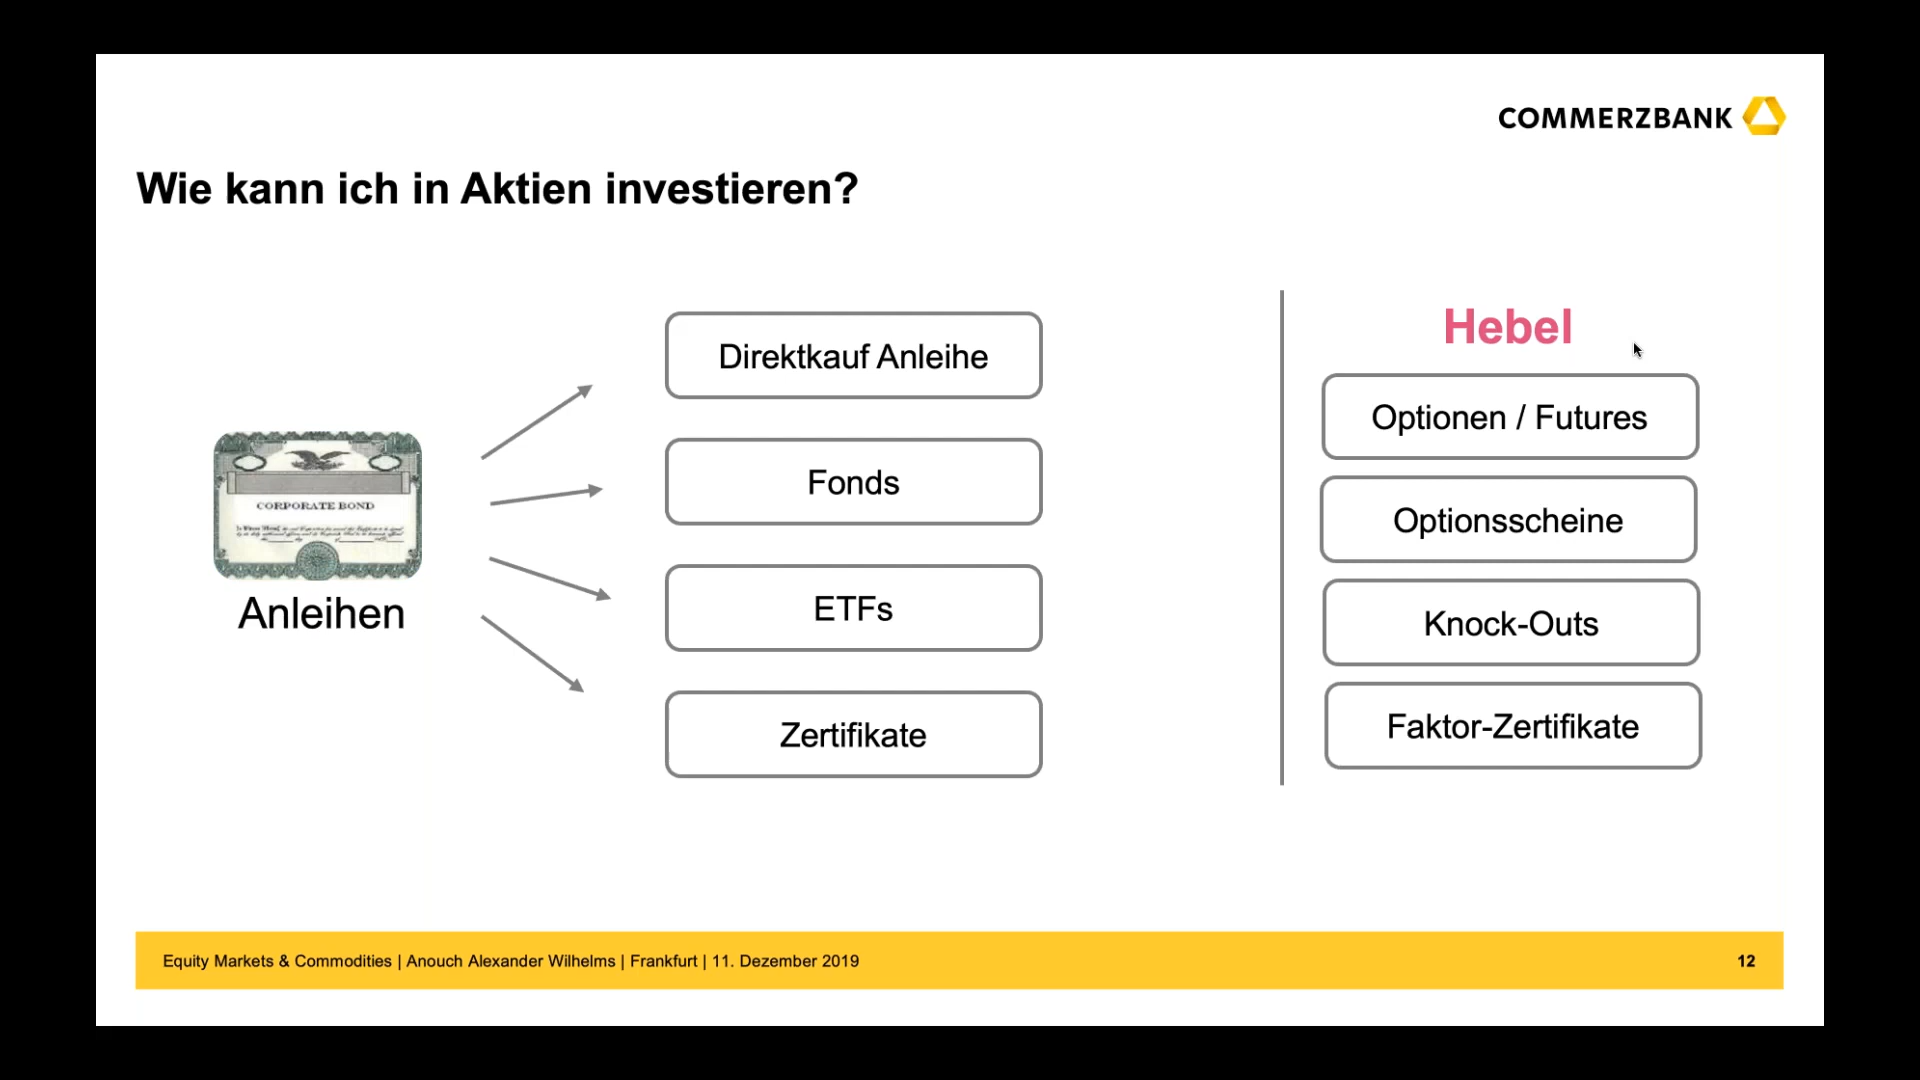 COMMERZBANK
Wie kann ich in Aktien investieren?
CORPORATE BOND
Anleihen
Direktkauf Anleihe
Fonds
ETFs
Zertifikate
Hebel
Optionen / Futures
Optionsscheine
Knock-Outs
Faktor-Zertifikate
Equity Markets & Commodities | Anouch Alexander Wilhelms | Frankfurt | 11. Dezember 2019
12